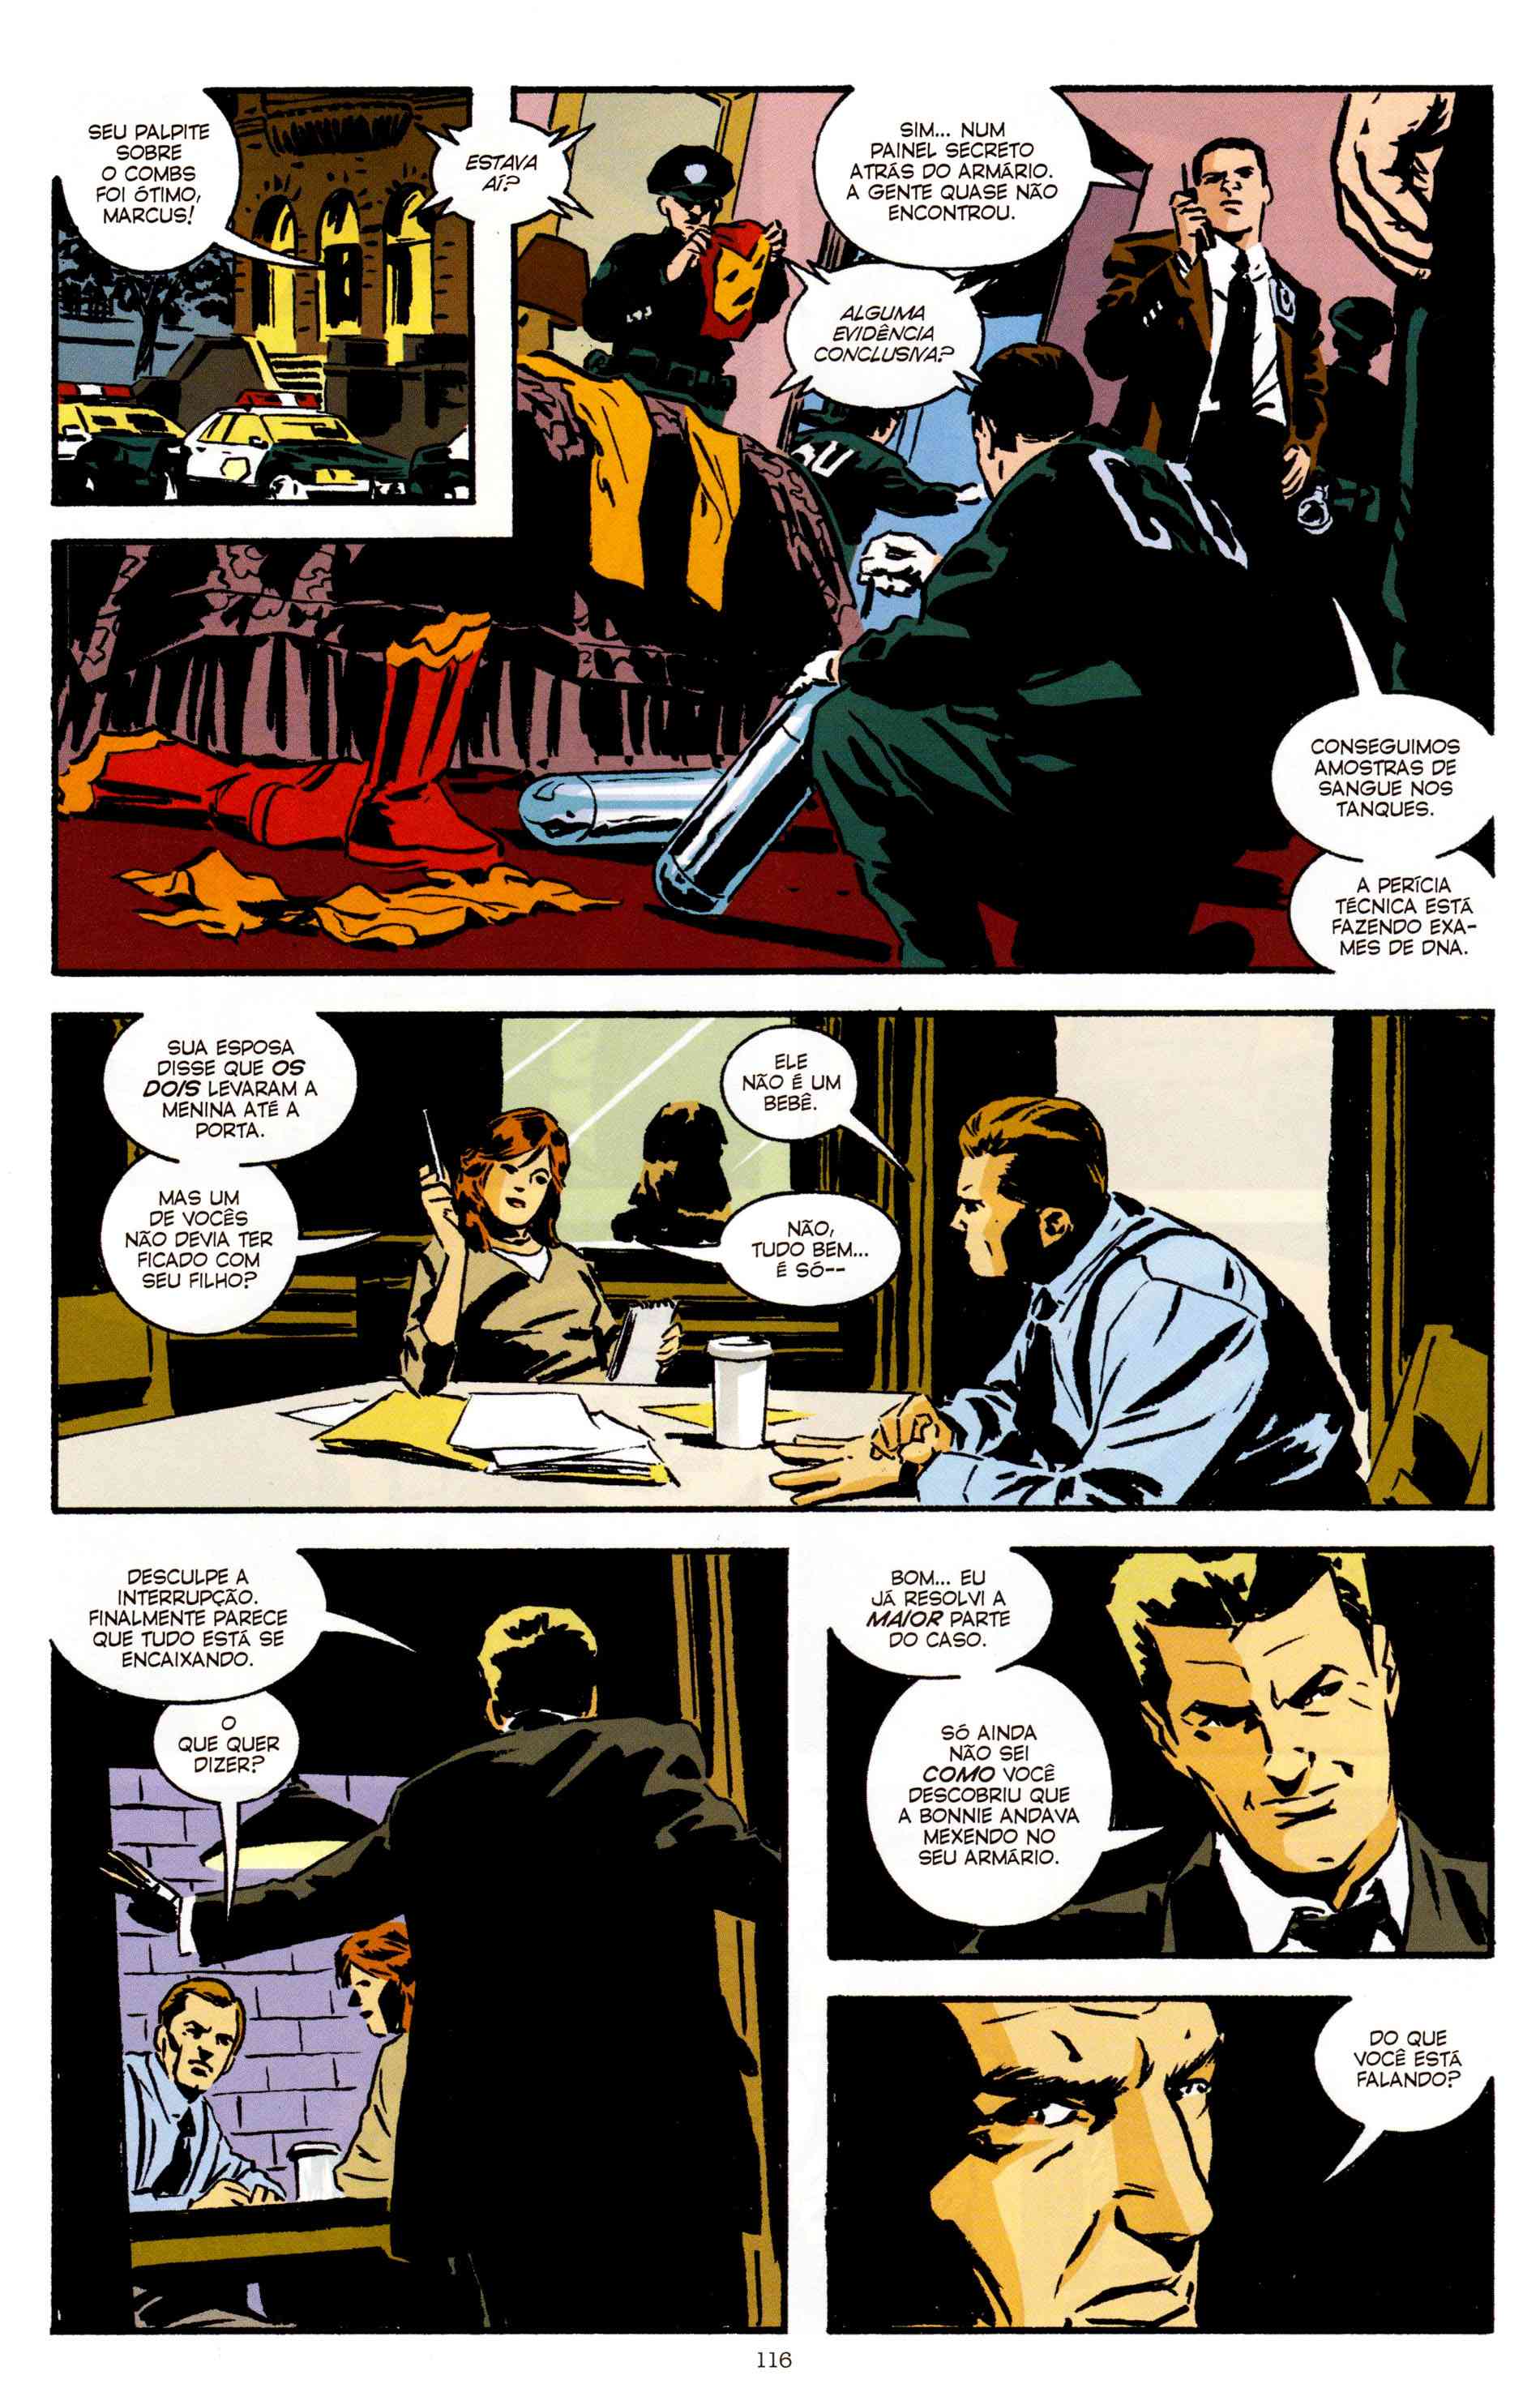 SEU PALPITE
SOBRE
O COMBS
FOI ÓTIMO,
MARCUS!
ESTAVA
AÍ?
SIM... NUM
PAINEL SECRETO
ATRÁS DO ARMÁRIO.
A GENTE QUASE NÃO
ENCONTROU.
ALGUMA
EVIDÊNCIA
CONCLUSIVA?
CONSEGUIMOS
AMOSTRAS DE
SANGUE NOS
TANQUES.
A PERÍCIA
TÉCNICA ESTÁ
FAZENDO EXA-
MES DE DNA.
SUA ESPOSA
DISSE QUE OS
DOIS LEVARAM A
MENINA ATÉ A
PORTA.
MAS UM
DE VOCÊS
NÃO DEVIA TER
FICADO COM
SEU FILHO?
ELE
NÃO É UM
BEBÊ.
NÃO,
TUDO BEM...
É SÓ--
DESCULPE A
INTERRUPÇÃO.
FINALMENTE PARECE
QUE TUDO ESTÁ SE
ENCAIXANDO.
O
QUE QUER
DIZER?
BOM... EU
JÁ RESOLVI A
MAIOR PARTE
DO CASO.
SÓ AINDA
NÃO SEI
COMO VOCÊ
DESCOBRIU QUE
A BONNIE ANDAVA
MEXENDO NO
SEU ARMÁRIO.
DO QUE
VOCÊ ESTÁ
FALANDO?
116